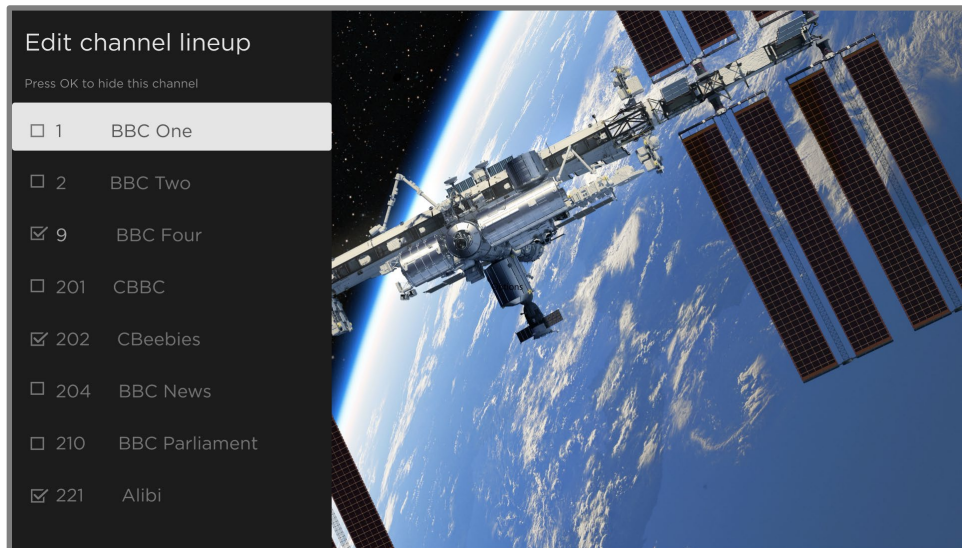 Edit channel lineup
Press OK to hide this channel
1 BBC One
2 BBC Two
9 BBC Four
201 CBBC
202 CBeebies
204 BBC News
210 BBC Parliament
221 Alibi